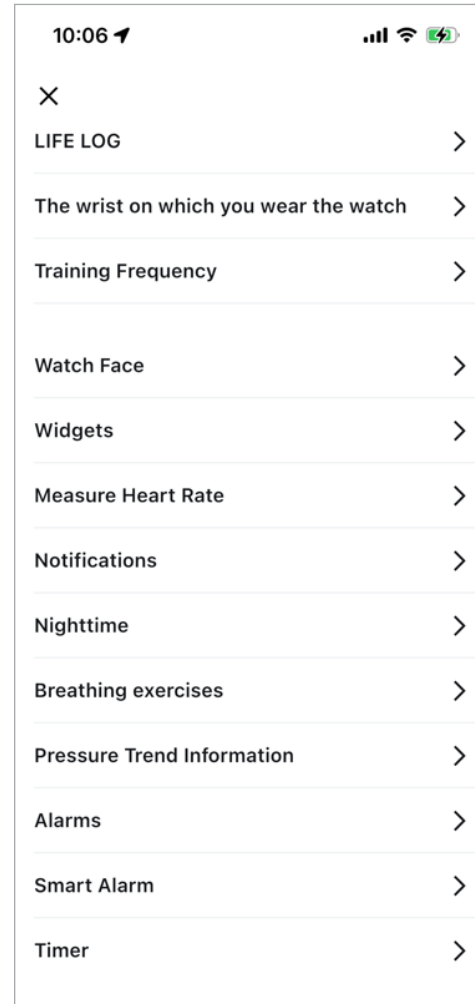 10:06
LIFE LOG
The wrist on which you wear the watch
Training Frequency
Watch Face
Widgets
Measure Heart Rate
Notifications
Nighttime
Breathing exercises
Pressure Trend Information
Alarms
Smart Alarm
Timer